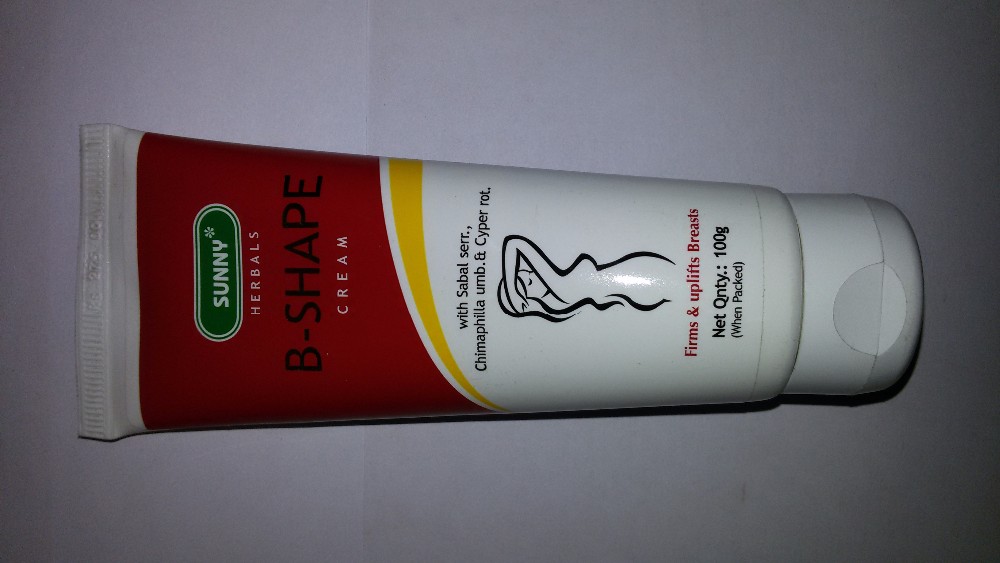 SUNNY
HERBALS
B-SHAPE
CREAM
with Sabal serr.,
Chimaphilla umb. & Cyper rot.
Firms & uplifts Breasts
Net Qnty.: 100g
(When Packed)